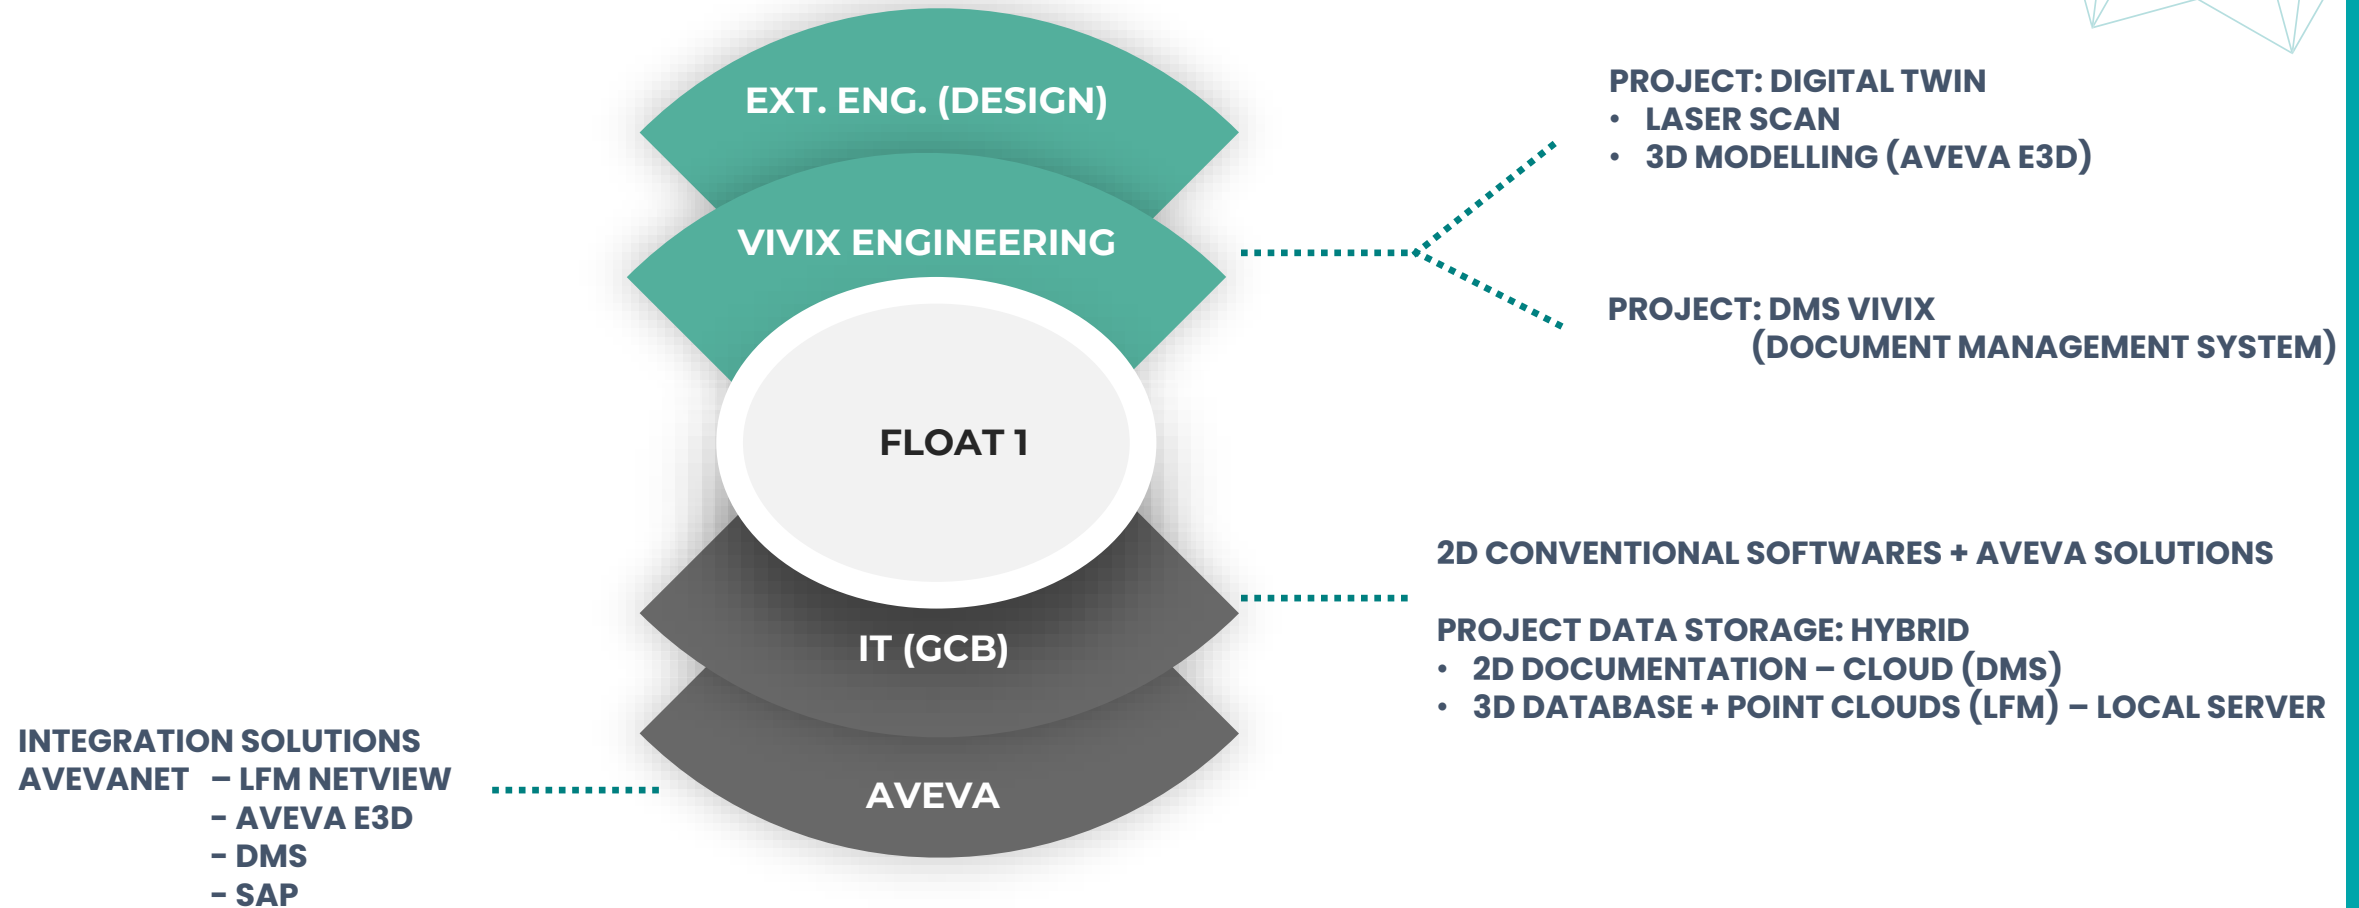 EXT. ENG. (DESIGN)
VIVIX ENGINEERING
FLOAT 1
IT (GCB)
AVEVA
PROJECT: DIGITAL TWIN
• LASER SCAN
• 3D MODELLING (AVEVA E3D)
PROJECT: DMS VIVIX
(DOCUMENT MANAGEMENT SYSTEM)
2D CONVENTIONAL SOFTWARES + AVEVA SOLUTIONS
PROJECT DATA STORAGE: HYBRID
• 2D DOCUMENTATION – CLOUD (DMS)
• 3D DATABASE + POINT CLOUDS (LFM) – LOCAL SERVER
INTEGRATION SOLUTIONS
AVEVANET – LFM NETVIEW
- AVEVA E3D
- DMS
- SAP